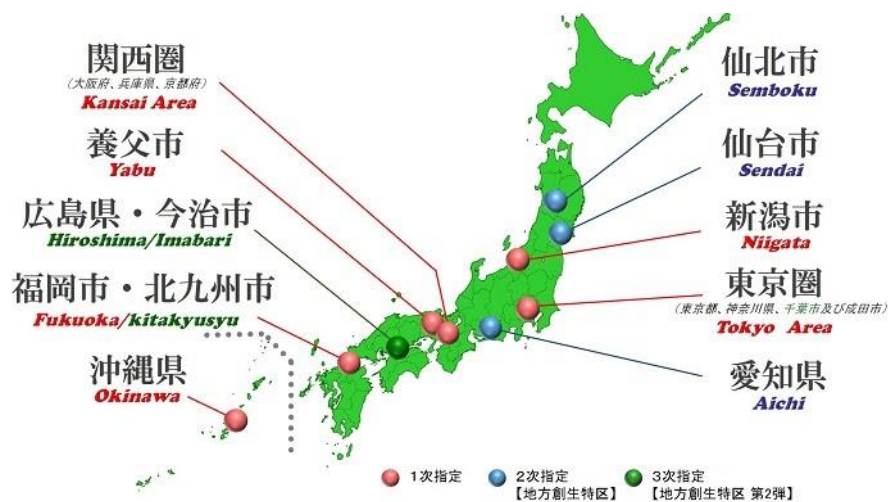 関西圏
（大阪府、兵庫県、京都府）
Kansai Area
養父市
Yabu
広島県・今治市
Hiroshima/Imabari
福岡市・北九州市
Fukuoka/kitakyusyu
沖縄県
Okinawa
仙北市
Semboku
仙台市
Sendai
新潟市
Niigata
東京圏
（東京都、神奈川県、千葉市及び成田市）
Tokyo Area
愛知県
Aichi
1次指定
2次指定
【地方創生特区】
3次指定
【地方創生特区 第2弾】